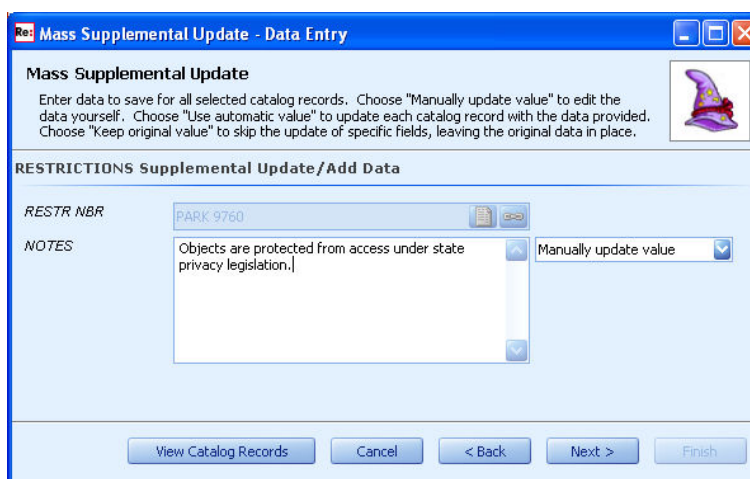 Re: Mass Supplemental Update - Data Entry
Mass Supplemental Update
Enter data to save for all selected catalog records. Choose "Manually update value" to edit the
data yourself. Choose "Use automatic value" to update each catalog record with the data provided.
Choose "Keep original value" to skip the update of specific fields, leaving the original data in place.
RESTRICTIONS Supplemental Update/Add Data
RESTR NBR PARK 9760
NOTES Objects are protected from access under state Manually update value
privacy legislation.
View Catalog Records Cancel < Back Next > Finish